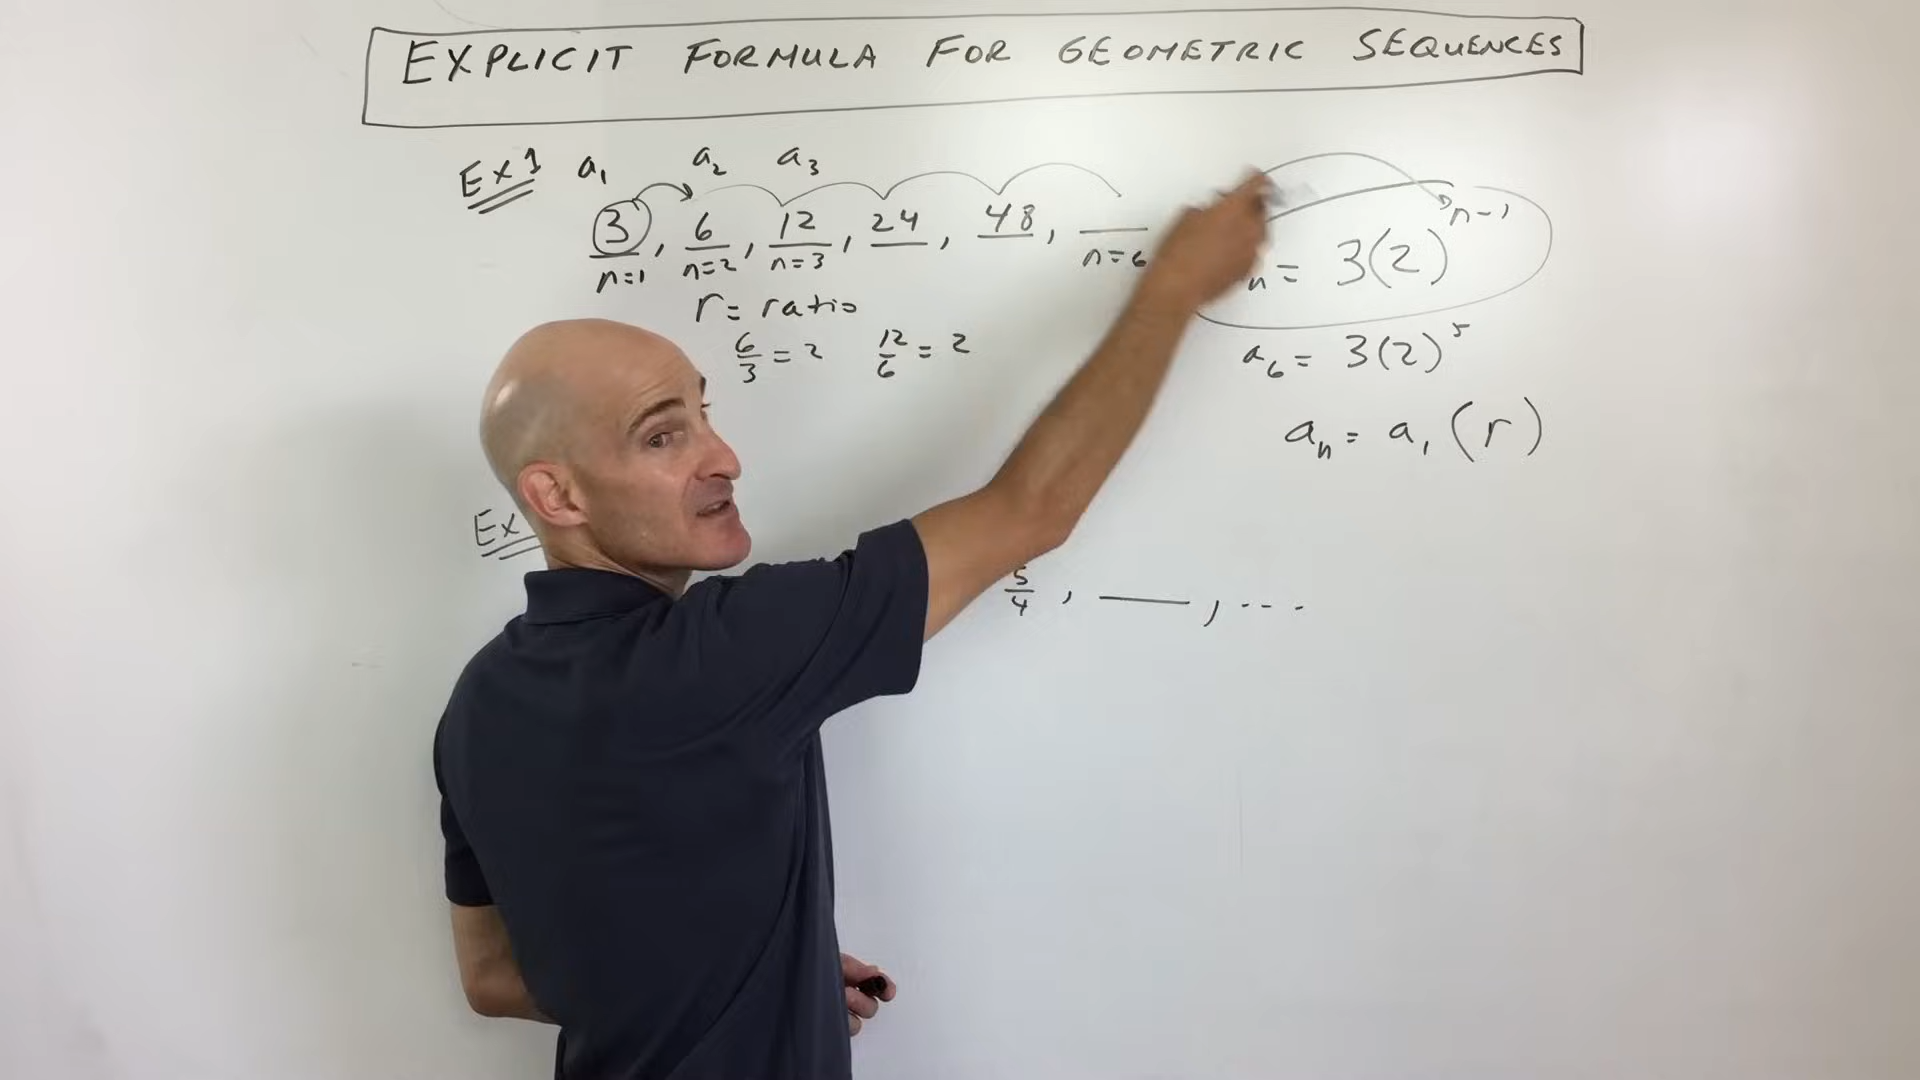 EXPLICIT FORMULA FOR GEOMETRIC SEQUENCES
Ex 1 a₁ a₂ a₃
3, 6, 12, 24, 48, ___
n=1 n=2 n=3 n=6
r = ratio
6/3 = 2 12/6 = 2
n = 3(2)ⁿ⁻¹
a₆ = 3(2)⁵
aₙ = a₁(r)
Ex
5/4, ___, ....